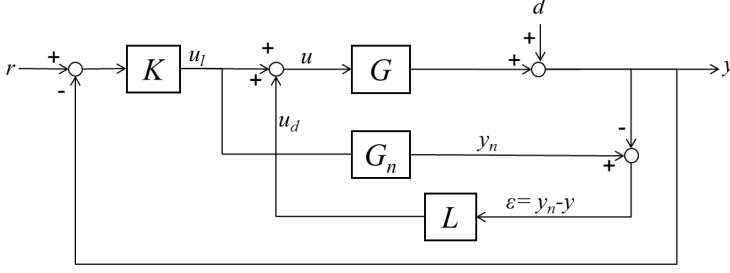 d
+
r + K u_l + u G + y
- +
u_d -
G_n y_n +
L ε= y_n-y